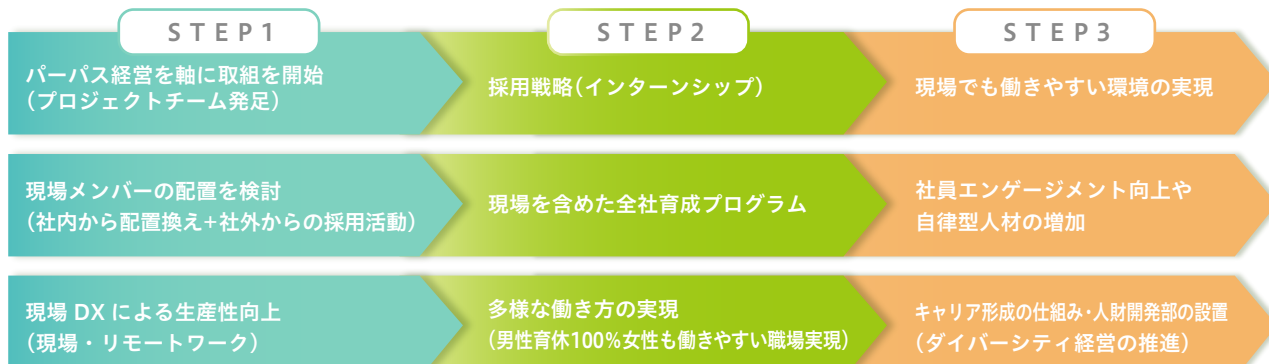 STEP1
STEP2
STEP3
パーパス経営を軸に取組を開始
(プロジェクトチーム発足)
採用戦略(インターンシップ)
現場でも働きやすい環境の実現
現場メンバーの配置を検討
(社内から配置換え+社外からの採用活動)
現場を含めた全社育成プログラム
社員エンゲージメント向上や
自律型人材の増加
現場 DX による生産性向上
(現場・リモートワーク)
多様な働き方の実現
(男性育休100%女性も働きやすい職場実現)
キャリア形成の仕組み・人財開発部の設置
(ダイバーシティ経営の推進)